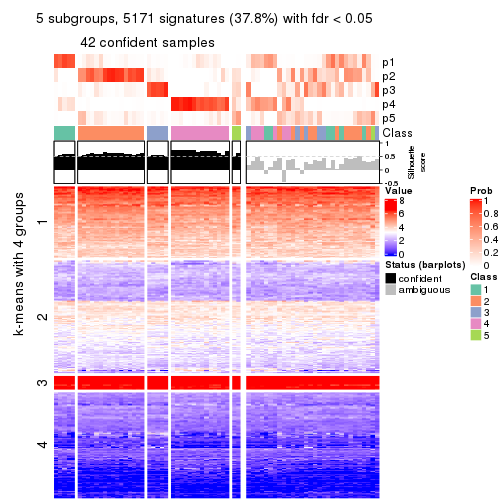 5 subgroups, 5171 signatures (37.8%) with fdr < 0.05
42 confident samples
p1
p2
p3
p4
p5
Class
1
0.5
0
-0.5
Silhouette
score
k-means with 4 groups
1
2
3
4
Value
8
6
4
2
0
Status (barplots)
confident
ambiguous
Prob
1
0.8
0.6
0.4
0.2
0
Class
1
2
3
4
5